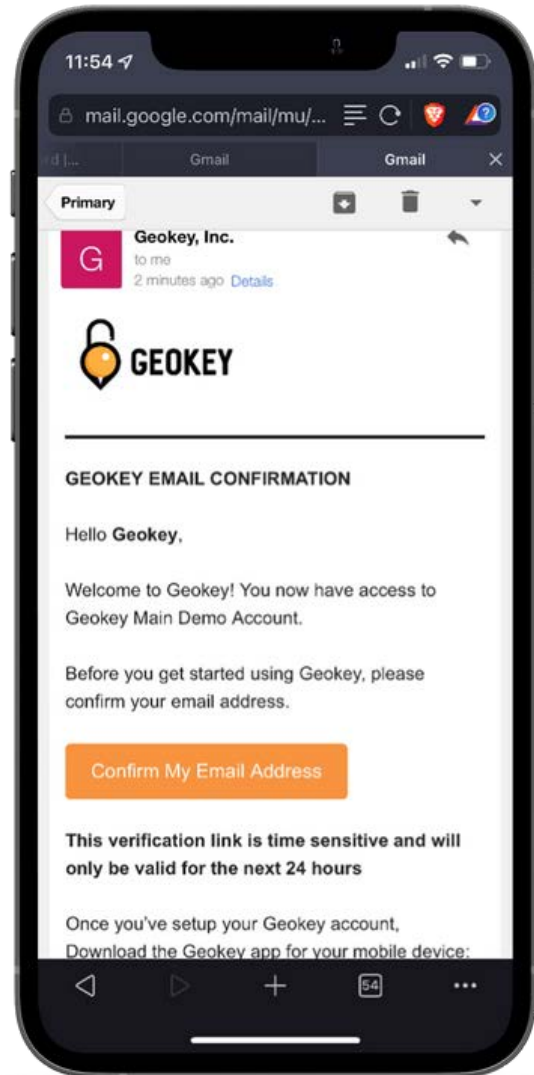 11:54
mail.google.com/mail/mu/...
Gmail
Gmail
Primary
Geokey, Inc.
G
to me
2 minutes ago Details
GEOKEY
GEOKEY EMAIL CONFIRMATION
Hello Geokey,
Welcome to Geokey! You now have access to
Geokey Main Demo Account.
Before you get started using Geokey, please
confirm your email address.
Confirm My Email Address
This verification link is time sensitive and will
only be valid for the next 24 hours
Once you've setup your Geokey account,
Download the Geokey app for your mobile device:
54